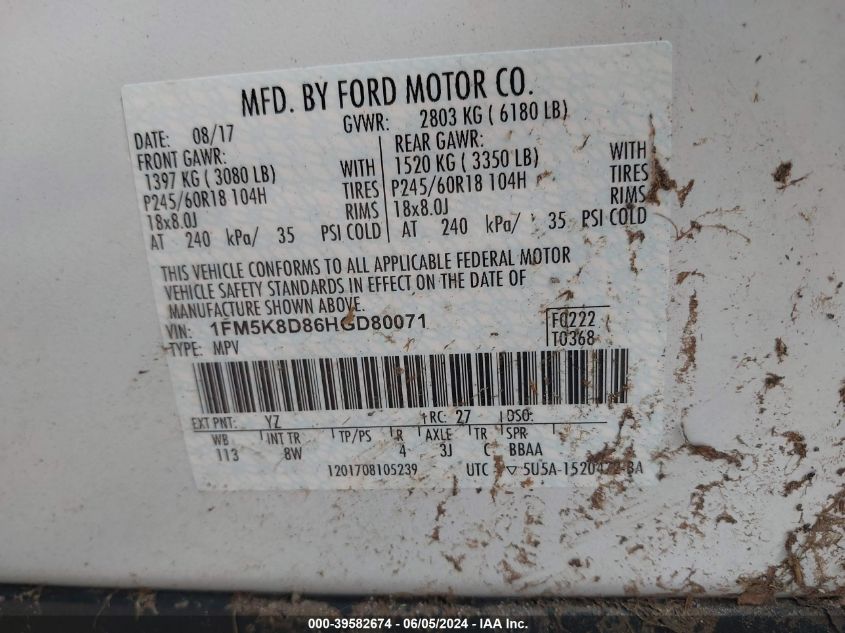 MFD. BY FORD MOTOR CO.
DATE: 08/17 GVWR: 2803 KG ( 6180 LB)
FRONT GAWR: REAR GAWR:
1397 KG ( 3080 LB) WITH 1520 KG ( 3350 LB) WITH
P245/60R18 104H TIRES P245/60R18 104H TIRES
18x8.0J RIMS 18x8.0J RIMS
AT 240 kPa/ 35 PSI COLD AT 240 kPa/ 35 PSI COLD
THIS VEHICLE CONFORMS TO ALL APPLICABLE FEDERAL MOTOR
VEHICLE SAFETY STANDARDS IN EFFECT ON THE DATE OF
MANUFACTURE SHOWN ABOVE.
VIN: 1FM5K8D86HGD80071 F0222
TYPE: MPV T0368
EXT PNT: YZ RC: 27 DSO:
WB INT TR TP/PS R AXLE TR SPR
113 8W 4 3J C BBAA
1201708105239 UTC ▽
000-39582674 - 06/05/2024 - IAA Inc.